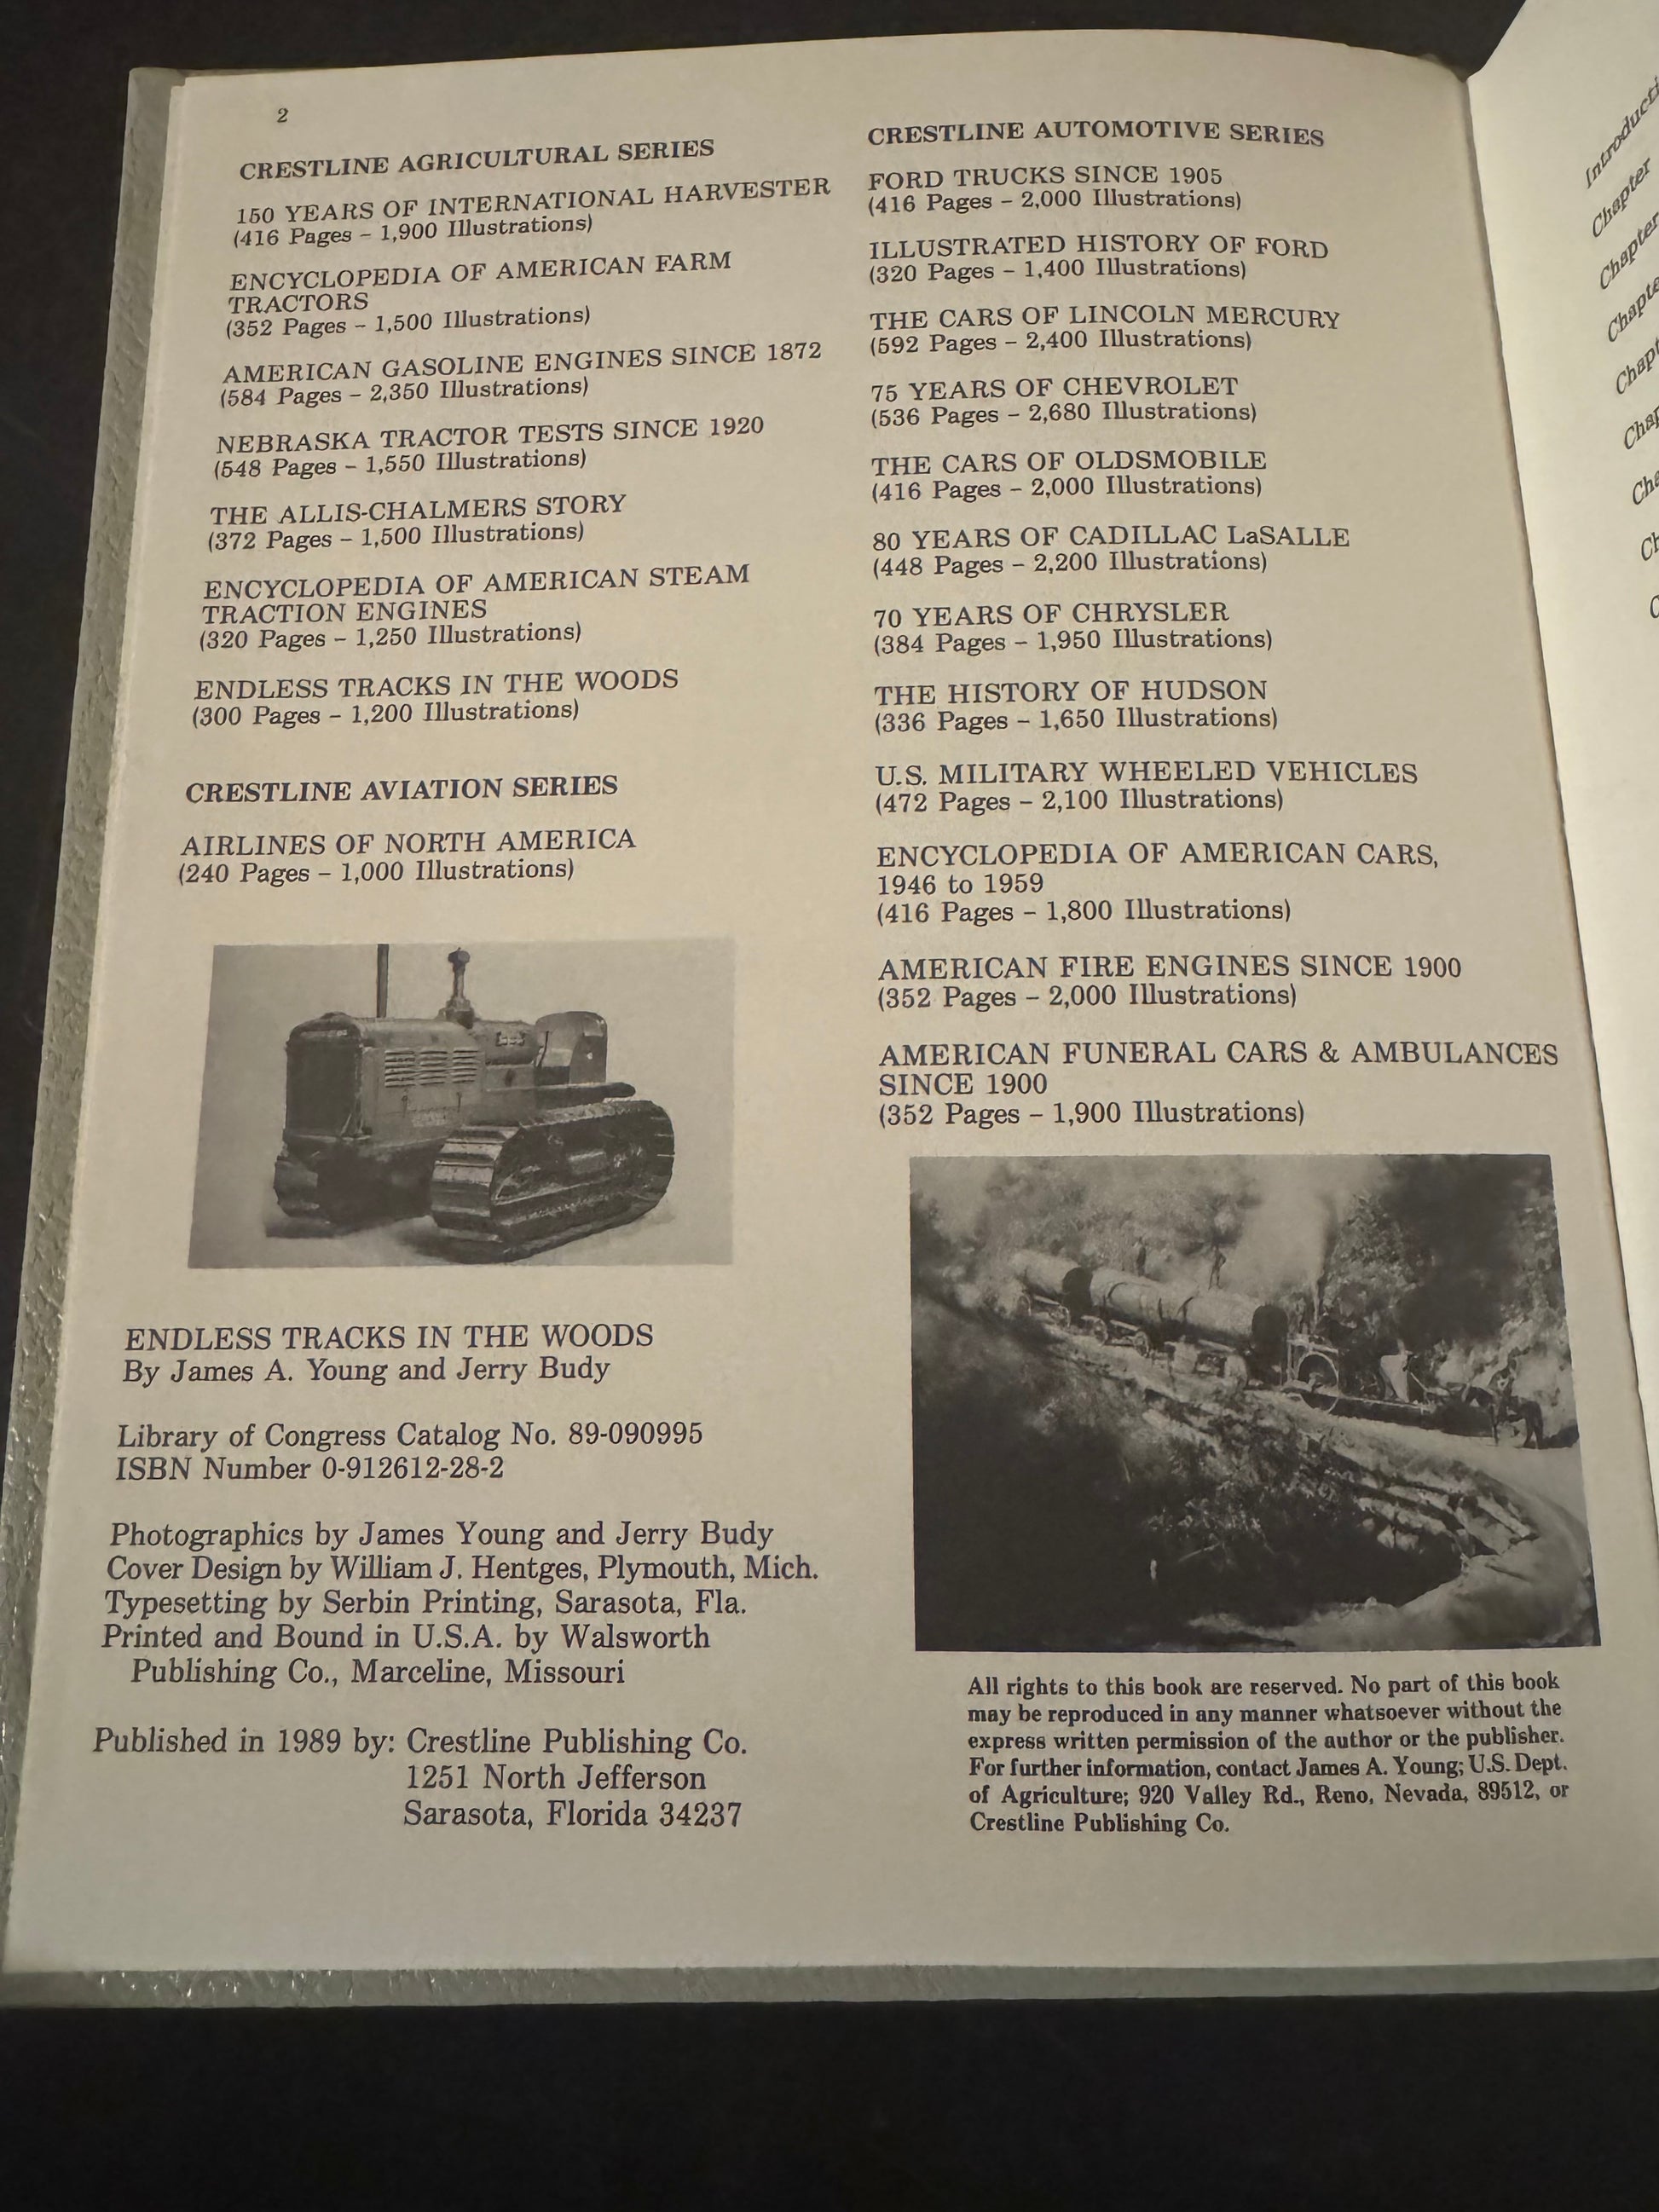 2
CRESTLINE AGRICULTURAL SERIES
150 YEARS OF INTERNATIONAL HARVESTER
(416 Pages – 1,900 Illustrations)
ENCYCLOPEDIA OF AMERICAN FARM
TRACTORS
(352 Pages – 1,500 Illustrations)
AMERICAN GASOLINE ENGINES SINCE 1872
(584 Pages – 2,350 Illustrations)
NEBRASKA TRACTOR TESTS SINCE 1920
(548 Pages – 1,550 Illustrations)
THE ALLIS-CHALMERS STORY
(372 Pages – 1,500 Illustrations)
ENCYCLOPEDIA OF AMERICAN STEAM
TRACTION ENGINES
(320 Pages – 1,250 Illustrations)
ENDLESS TRACKS IN THE WOODS
(300 Pages – 1,200 Illustrations)
CRESTLINE AVIATION SERIES
AIRLINES OF NORTH AMERICA
(240 Pages – 1,000 Illustrations)
ENDLESS TRACKS IN THE WOODS
By James A. Young and Jerry Budy
Library of Congress Catalog No. 89-090995
ISBN Number 0-912612-28-2
Photographics by James Young and Jerry Budy
Cover Design by William J. Hentges, Plymouth, Mich.
Typesetting by Serbin Printing, Sarasota, Fla.
Printed and Bound in U.S.A. by Walsworth
Publishing Co., Marceline, Missouri
Published in 1989 by: Crestline Publishing Co.
1251 North Jefferson
Sarasota, Florida 34237
CRESTLINE AUTOMOTIVE SERIES
FORD TRUCKS SINCE 1905
(416 Pages – 2,000 Illustrations)
ILLUSTRATED HISTORY OF FORD
(320 Pages – 1,400 Illustrations)
THE CARS OF LINCOLN MERCURY
(592 Pages – 2,400 Illustrations)
75 YEARS OF CHEVROLET
(536 Pages – 2,680 Illustrations)
THE CARS OF OLDSMOBILE
(416 Pages – 2,000 Illustrations)
80 YEARS OF CADILLAC LaSALLE
(448 Pages – 2,200 Illustrations)
70 YEARS OF CHRYSLER
(384 Pages – 1,950 Illustrations)
THE HISTORY OF HUDSON
(336 Pages – 1,650 Illustrations)
U.S. MILITARY WHEELED VEHICLES
(472 Pages – 2,100 Illustrations)
ENCYCLOPEDIA OF AMERICAN CARS,
1946 to 1959
(416 Pages – 1,800 Illustrations)
AMERICAN FIRE ENGINES SINCE 1900
(352 Pages – 2,000 Illustrations)
AMERICAN FUNERAL CARS & AMBULANCES
SINCE 1900
(352 Pages – 1,900 Illustrations)
All rights to this book are reserved. No part of this book
may be reproduced in any manner whatsoever without the
express written permission of the author or the publisher.
For further information, contact James A. Young; U.S. Dept.
of Agriculture; 920 Valley Rd., Reno, Nevada, 89512, or
Crestline Publishing Co.
Chapter
Chapter